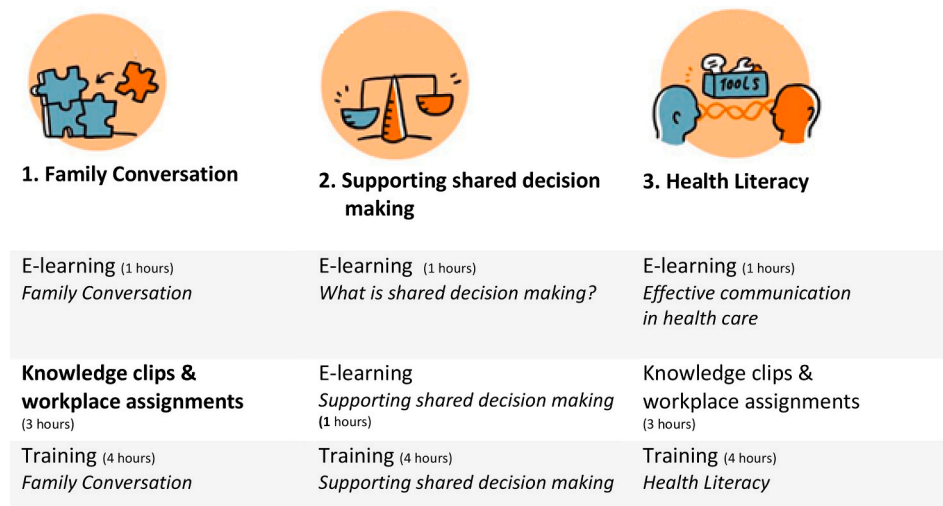 TOOLS
1. Family Conversation
2. Supporting shared decision
making
3. Health Literacy
E-learning (1 hours)
Family Conversation
E-learning (1 hours)
What is shared decision making?
E-learning (1 hours)
Effective communication
in health care
Knowledge clips &
workplace assignments
(3 hours)
E-learning
Supporting shared decision making
(1 hours)
Knowledge clips &
workplace assignments
(3 hours)
Training (4 hours)
Family Conversation
Training (4 hours)
Supporting shared decision making
Training (4 hours)
Health Literacy